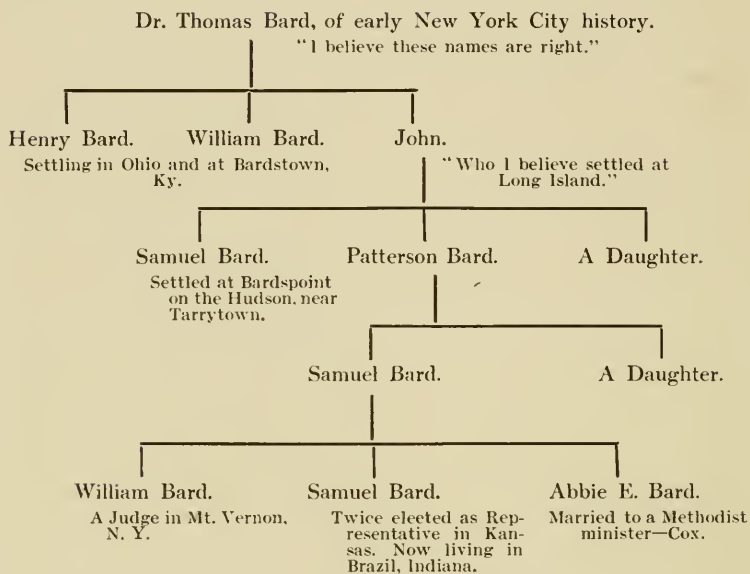 Dr. Thomas Bard, of early New York City history.
"I believe these names are right."
Henry Bard. William Bard. John.
Settling in Ohio and at Bardstown, Ky.
"Who I believe settled at Long Island."
Samuel Bard. Patterson Bard. A Daughter.
Settled at Bardspoint
on the Hudson, near
Tarrytown.
Samuel Bard. A Daughter.
William Bard. Samuel Bard. Abbie E. Bard.
A Judge in Mt. Vernon,
N. Y.
Twice elected as Rep-
resentative in Kan-
sas. Now living in
Brazil, Indiana.
Married to a Methodist
minister—Cox.